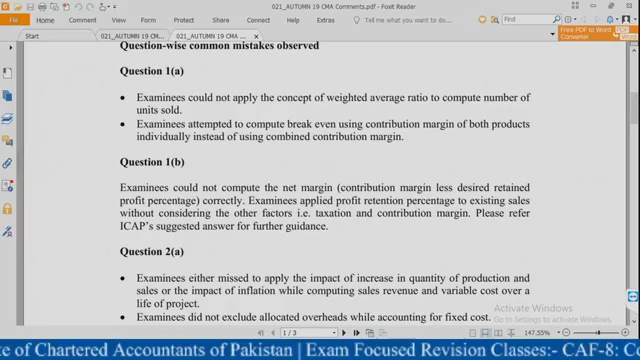 021_AUTUMN 19 CMA Comments.pdf - Foxit Reader
File Home Comment View Form Protect Share Help Extras Tell me what you want to do... Find
Start 021_AUTUMN 19 CMA ... 021_AUTUMN 19 CMA ... Free PDF to Word Converter
Question-wise common mistakes observed
Question 1(a)
• Examinees could not apply the concept of weighted average ratio to compute number of
units sold.
• Examinees attempted to compute break even using contribution margin of both products
individually instead of using combined contribution margin.
Question 1(b)
Examinees could not compute the net margin (contribution margin less desired retained
profit percentage) correctly. Examinees applied profit retention percentage to existing sales
without considering the other factors i.e. taxation and contribution margin. Please refer
ICAP's suggested answer for further guidance.
Question 2(a)
• Examinees either missed to apply the impact of increase in quantity of production and
sales or the impact of inflation while computing sales revenue and variable cost over a
life of project.
• Examinees did not exclude allocated overheads while accounting for fixed cost.
Activate Windows
Go to Settings to activate Windows.
1 / 3 147.55%
te of Chartered Accountants of Pakistan | Exam Focused Revision Classes:- CAF-8: C